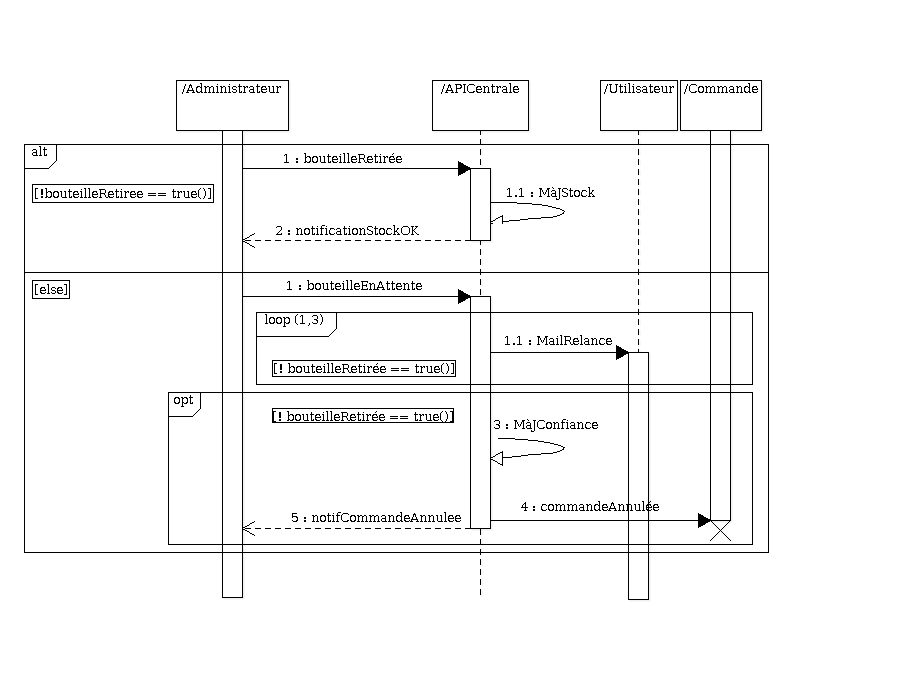 /Administrateur
/APICentrale
/Utilisateur
/Commande
alt
1 : bouteilleRetirée
[!bouteilleRetiree == true()]
1.1 : MàJStock
2 : notificationStockOK
[else]
1 : bouteilleEnAttente
loop (1,3)
1.1 : MailRelance
[! bouteilleRetirée == true()]
opt
[! bouteilleRetirée == true()]
3 : MàJConfiance
4 : commandeAnnulée
5 : notifCommandeAnnulee